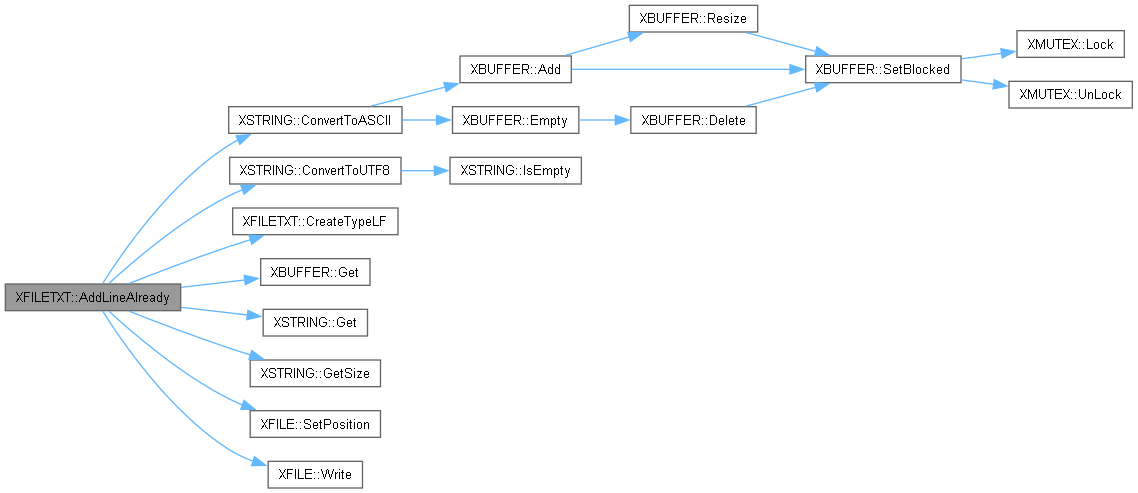 XFILETXT::AddLineAlready
XSTRING::ConvertToASCII
XBUFFER::Add
XBUFFER::Resize
XBUFFER::SetBlocked
XMUTEX::Lock
XMUTEX::UnLock
XBUFFER::Empty
XBUFFER::Delete
XSTRING::ConvertToUTF8
XSTRING::IsEmpty
XFILETXT::CreateTypeLF
XBUFFER::Get
XSTRING::Get
XSTRING::GetSize
XFILE::SetPosition
XFILE::Write